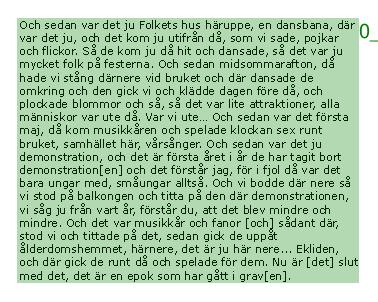 Och sedan var det ju Folkets hus häruppe, en dansbana, där
var det ju, och det kom ju utifrån då, som vi sade, pojkar
och flickor. Så de kom ju då hit och dansade, så det var ju
mycket folk på festerna. Och sedan midsommarafton, då
hade vi stång därnere vid bruket och där dansade de
omkring och den gick vi och klädde dagen före då, och
plockade blommor och så, så det var lite attraktioner, alla
människor var ute då. Var vi ute... Och sedan var det första
maj, då kom musikkåren och spelade klockan sex runt
bruket, samhället här, vårsånger. Och sedan var det ju
demonstration, och det är första året i år de har tagit bort
demonstration[en] och det förstår jag, för i fjol då var det
bara ungar med, småungar alltså. Och vi bodde där nere så
vi stod på balkongen och titta på den där demonstrationen,
vi såg ju från vart år, förstår du, att det blev mindre och
mindre. Och det var musikkår och fanor [och] sådant där,
stod vi och tittade på det, sedan gick de uppåt
ålderdomshemmet, härnere, det är ju här nere... Ekliden,
och där gick de runt då och spelade för dem. Nu är [det] slut
med det, det är en epok som har gått i grav[en].
0_